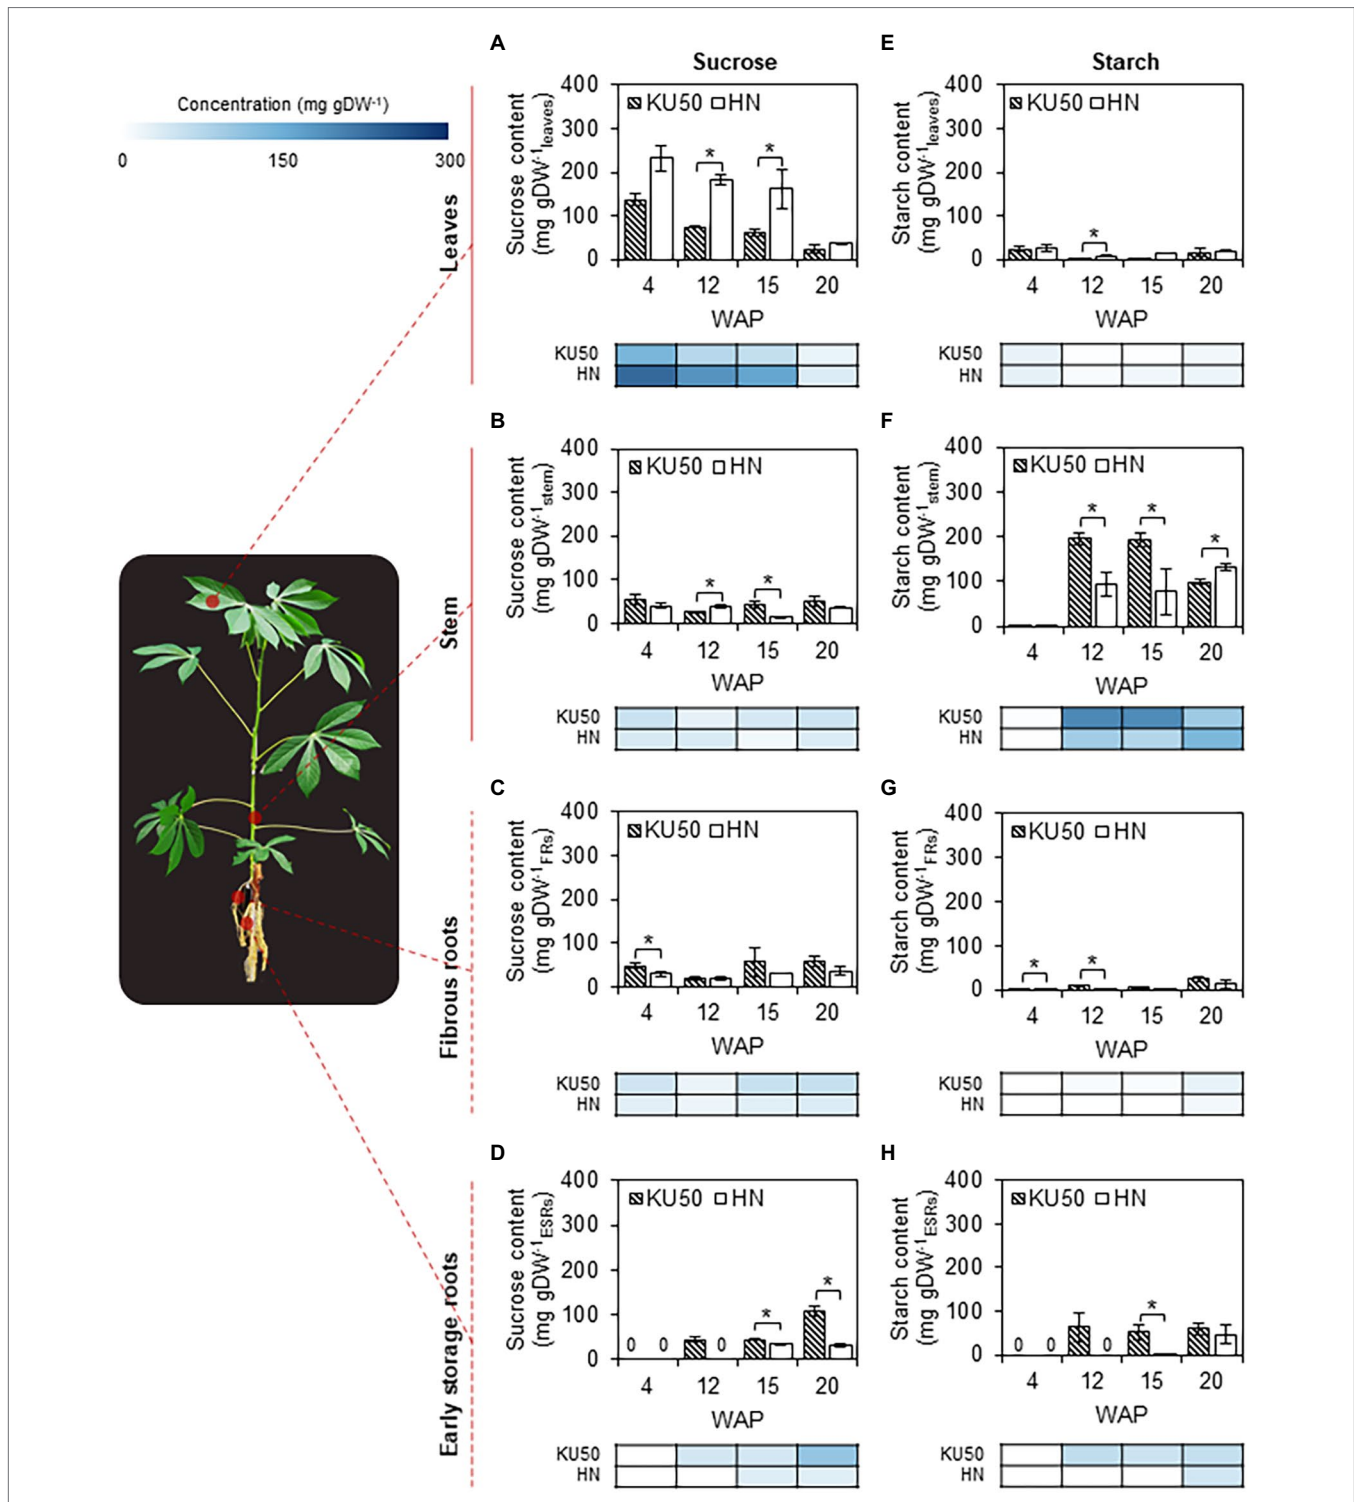 Concentration (mg gDW-1)
0 150 300
Leaves
Stem
Fibrous roots
Early storage roots
A
Sucrose
Sucrose content
(mg gDW-1leaves)
400
300
200
100
0
KU50 HN
*
*
4 12 15 20
WAP
KU50
HN
E
Starch
Starch content
(mg gDW-1leaves)
400
300
200
100
0
KU50 HN
*
4 12 15 20
WAP
KU50
HN
B
Sucrose content
(mg gDW-1stem)
400
300
200
100
0
KU50 HN
*
*
4 12 15 20
WAP
KU50
HN
F
Starch content
(mg gDW-1stem)
400
300
200
100
0
KU50 HN
*
*
*
4 12 15 20
WAP
KU50
HN
C
Sucrose content
(mg gDW-1FRs)
400
300
200
100
0
KU50 HN
*
4 12 15 20
WAP
KU50
HN
G
Starch content
(mg gDW-1FRs)
400
300
200
100
0
KU50 HN
*
*
4 12 15 20
WAP
KU50
HN
D
Sucrose content
(mg gDW-1ESRs)
400
300
200
100
0
KU50 HN
*
*
0 0 0
4 12 15 20
WAP
KU50
HN
H
Starch content
(mg gDW-1ESRs)
400
300
200
100
0
KU50 HN
*
0 0 0
4 12 15 20
WAP
KU50
HN